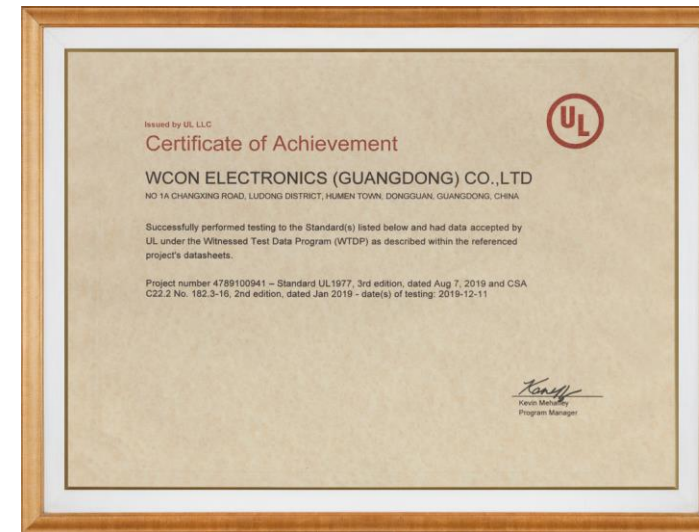 Issued by UL LLC
Certificate of Achievement
UL
WCON ELECTRONICS (GUANGDONG) CO.,LTD
NO 1A CHANGXING ROAD, LUDONG DISTRICT, HUMEN TOWN, DONGGUAN, GUANGDONG, CHINA
Successfully performed testing to the Standard(s) listed below and had data accepted by
UL under the Witnessed Test Data Program (WTDP) as described within the referenced
project's datasheets.
Project number 4789100941 – Standard UL1977, 3rd edition, dated Aug 7, 2019 and CSA
C22.2 No. 182.3-16, 2nd edition, dated Jan 2019 - date(s) of testing: 2019-12-11
Kevin
Program Manager